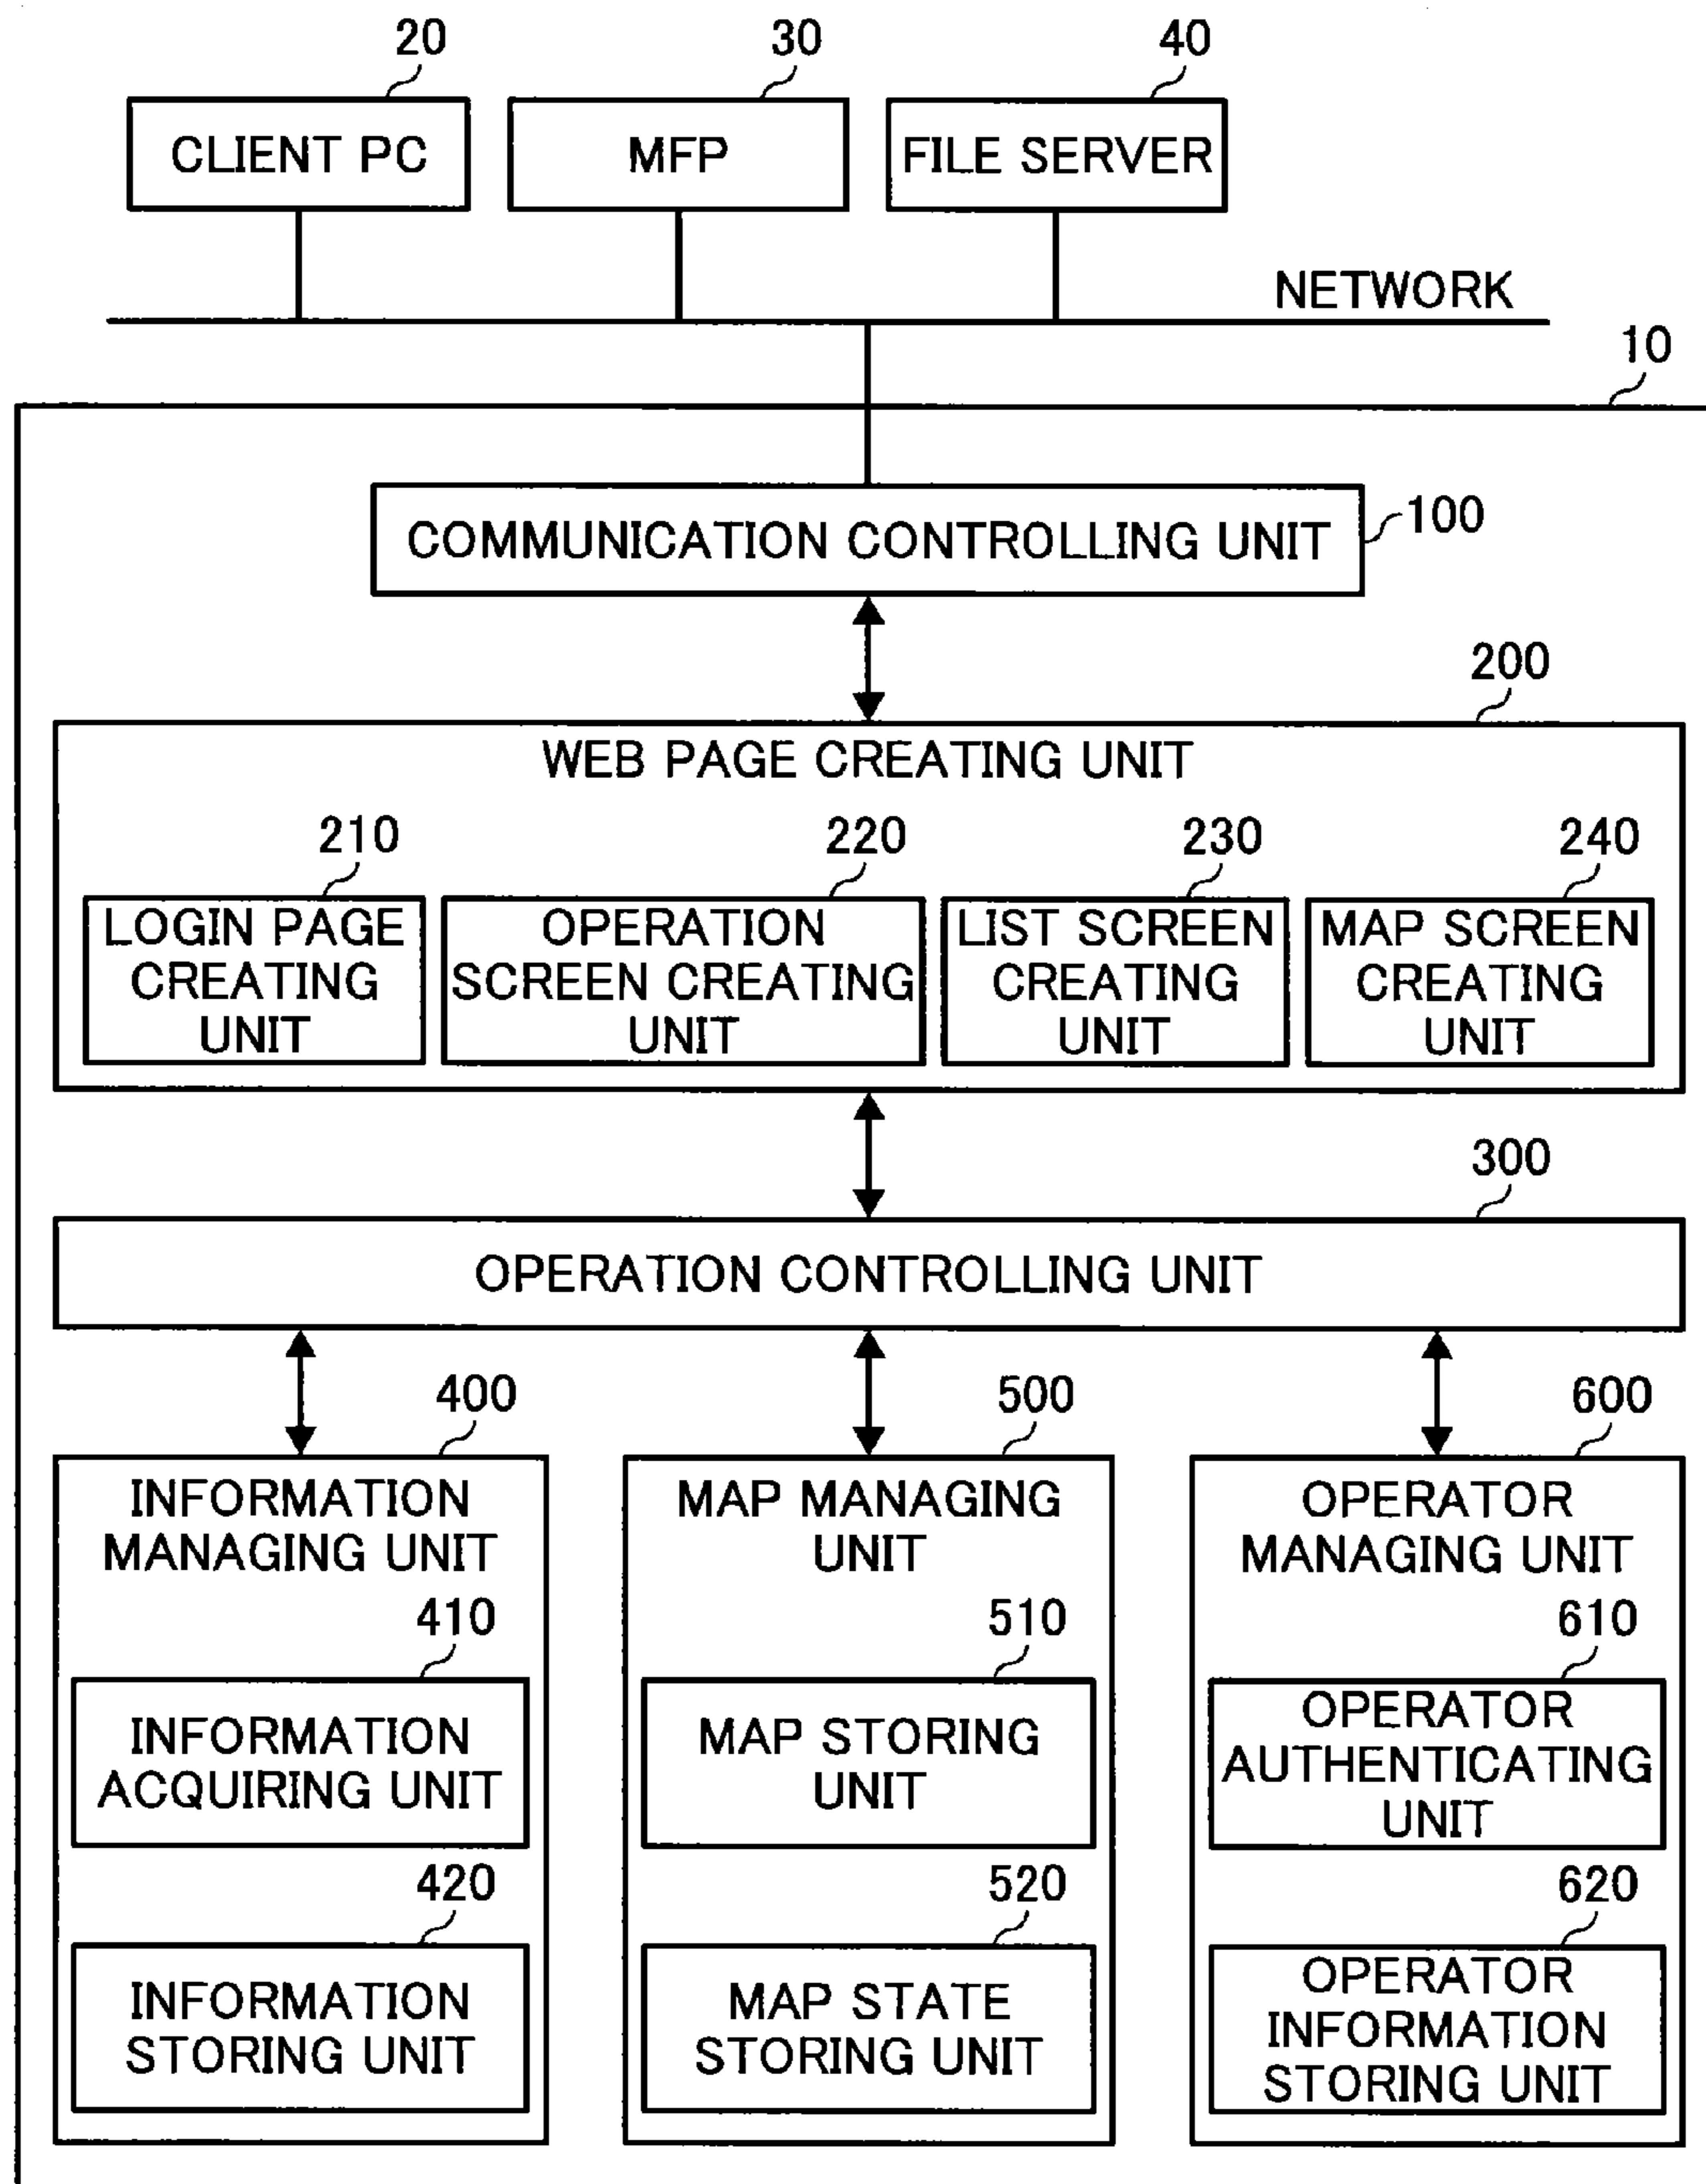 20
30
40
CLIENT PC
MFP
FILE SERVER
NETWORK
10
COMMUNICATION CONTROLLING UNIT
100
200
WEB PAGE CREATING UNIT
210
220
230
240
LOGIN PAGE
CREATING
UNIT
OPERATION
SCREEN CREATING
UNIT
LIST SCREEN
CREATING
UNIT
MAP SCREEN
CREATING
UNIT
300
OPERATION CONTROLLING UNIT
400
500
600
INFORMATION
MANAGING UNIT
410
INFORMATION
ACQUIRING UNIT
420
INFORMATION
STORING UNIT
MAP MANAGING
UNIT
510
MAP STORING
UNIT
520
MAP STATE
STORING UNIT
OPERATOR
MANAGING UNIT
610
OPERATOR
AUTHENTICATING
UNIT
620
OPERATOR
INFORMATION
STORING UNIT